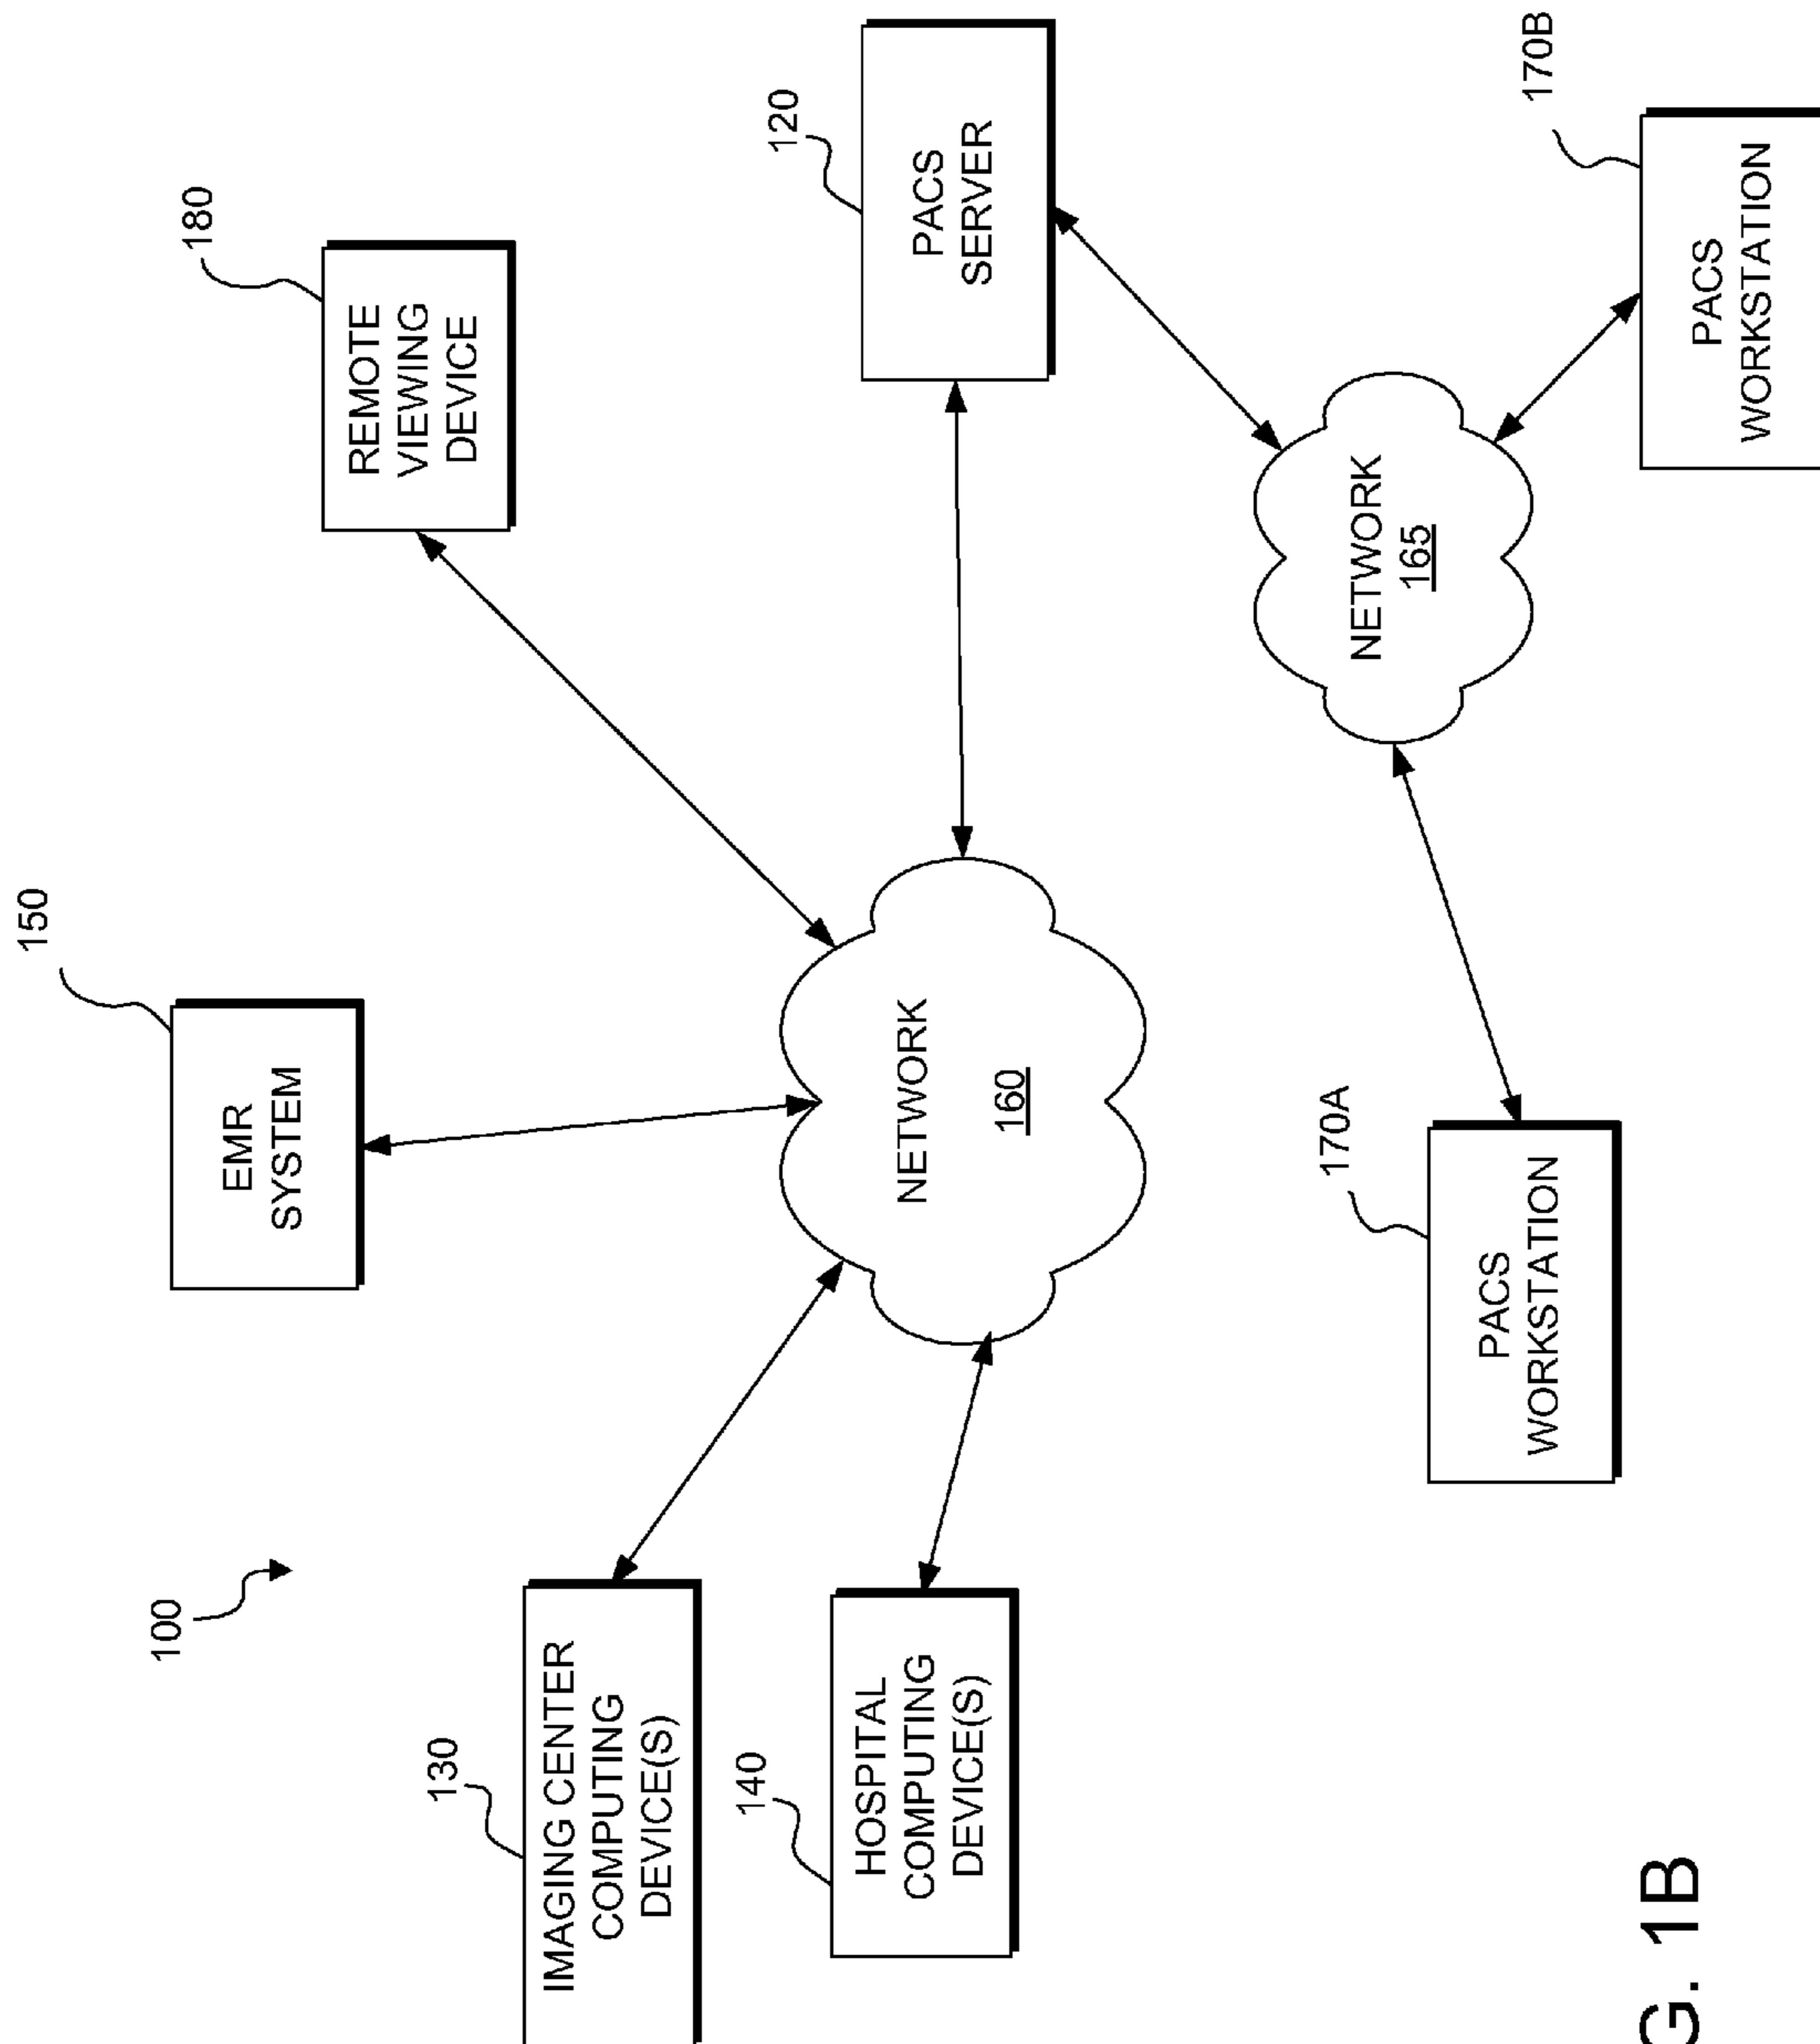 150
100
EMR
SYSTEM
180
REMOTE
VIEWING
DEVICE
130
IMAGING CENTER
COMPUTING
DEVICE(S)
140
HOSPITAL
COMPUTING
DEVICE(S)
120
PACS
SERVER
NETWORK
160
NETWORK
165
170A
PACS
WORKSTATION
170B
PACS
WORKSTATION
G. 1B